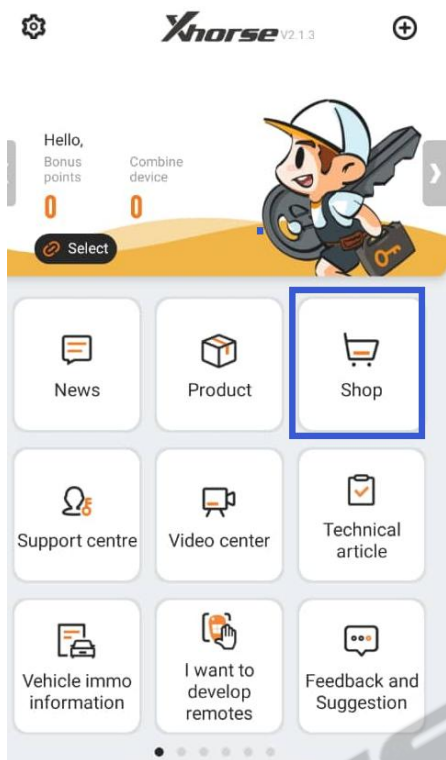 Xhorse V2.1.3
Hello,
Bonus points
Combine device
0
0
Select
News
Product
Shop
Support centre
Video center
Technical article
Vehicle immo information
I want to develop remotes
Feedback and Suggestion